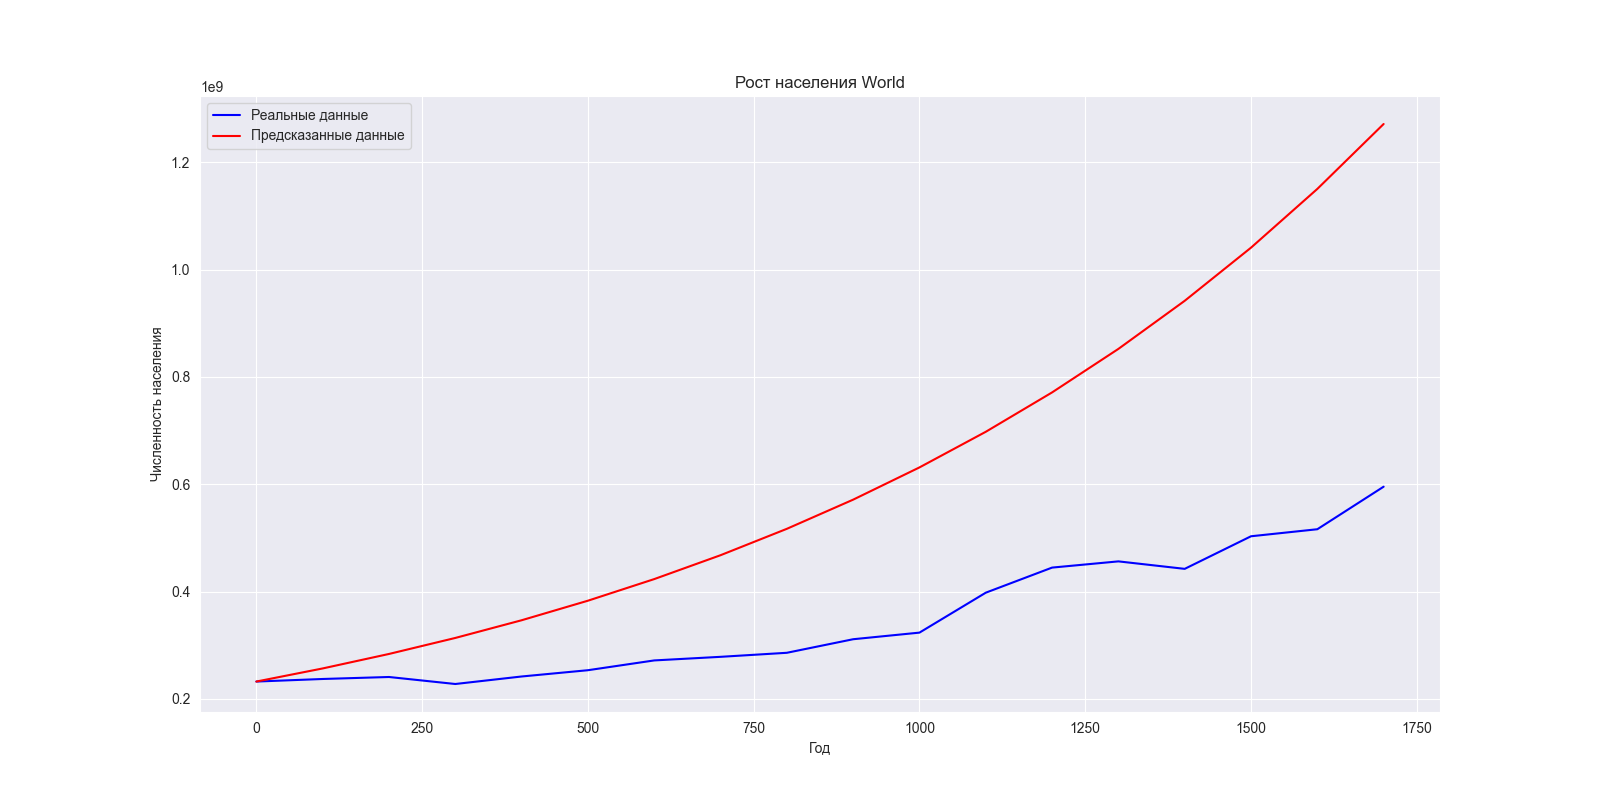 Рост населения World
1e9
Реальные данные
Предсказанные данные
1.2
1.0
0.8
0.6
0.4
0.2
Численность населения
0 250 500 750 1000 1250 1500 1750
Год